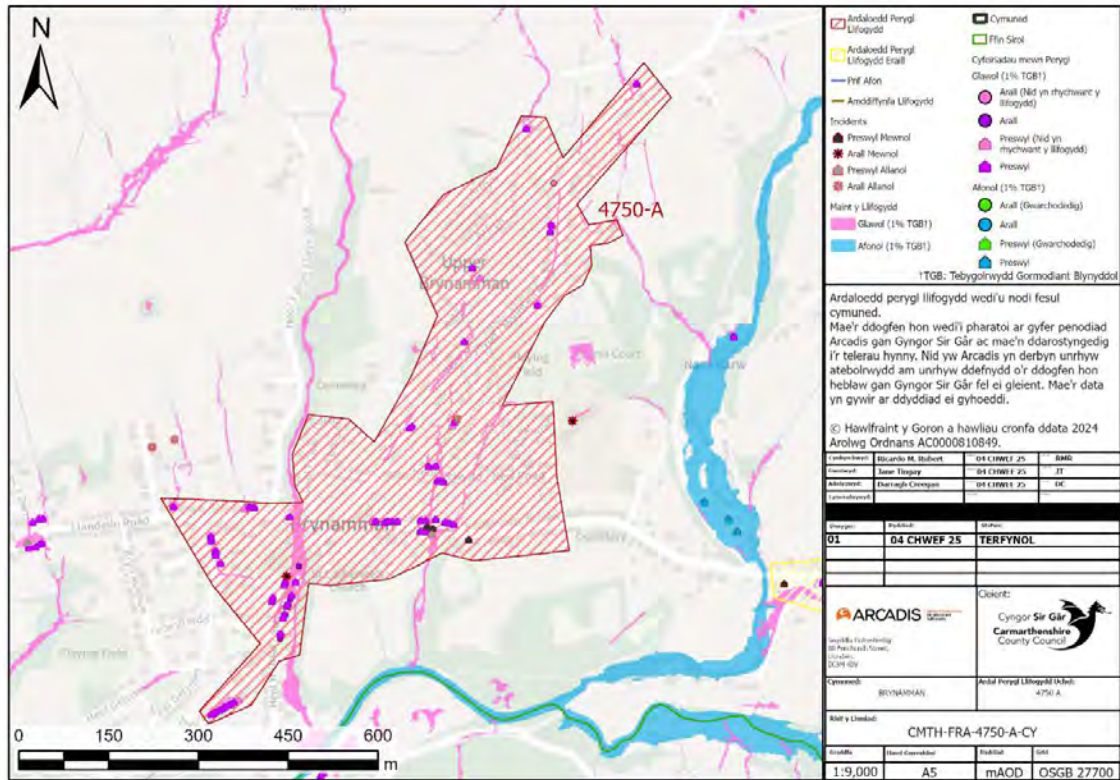 N
4750-A
Upper
Brynamman
Llandeilo Road
0 150 300 450 600
m
Ardaloedd Perygl
Llifogydd
Ardaloedd Perygl
Llifogydd Eraill
Prif Afon
Amddiffynfa Llifogydd
Incidents
Preswyl Mewnol
Arall Mewnol
Preswyl Allanol
Arall Allanol
Maint y Llifogydd
Glawol (1% TGB†)
Afonol (1% TGB†)
Cymuned
Ffin Sirol
Cyfeiriadau mewn Perygl
Glawol (1% TGB†)
Arall (Nid yn rhychwant y
llifogydd)
Arall
Preswyl (Nid yn
rhychwant y llifogydd)
Preswyl
Afonol (1% TGB†)
Arall (Gwarchodedig)
Arall
Preswyl (Gwarchodedig)
Preswyl
†TGB: Tebygolrwydd Gormodiant Blynyddol
Ardaloedd perygl llifogydd wedi'u nodi fesul
cymuned.
Mae'r ddogfen hon wedi'i pharatoi ar gyfer penodiad
Arcadis gan Gyngor Sir Gâr ac mae'n ddarostyngedig
i'r telerau hynny. Nid yw Arcadis yn derbyn unrhyw
atebolrwydd am unrhyw ddefnydd o'r ddogfen hon
heblaw gan Gyngor Sir Gâr fel ei gleient. Mae'r data
yn gywir ar ddyddiad ei gyhoeddi.
© Hawlfraint y Goron a hawliau cronfa ddata 2024
Arolwg Ordnans AC0000810849.
Ricardo M. Robert 04 CHWEF 25 RMR
Jane Tingay 04 CHWEF 25 JT
Darragh Creegan 04 CHWEF 25 DC
01 04 CHWEF 25 TERFYNOL
ARCADIS
Cleient:
Cyngor Sir Gâr
Carmarthenshire
County Council
Cymuned:
BRYNAMMAN
Ardal Perygl Llifogydd Uchel:
4750 A
CMTH-FRA-4750-A-CY
1:9,000 A5 mAOD OSGB 27700